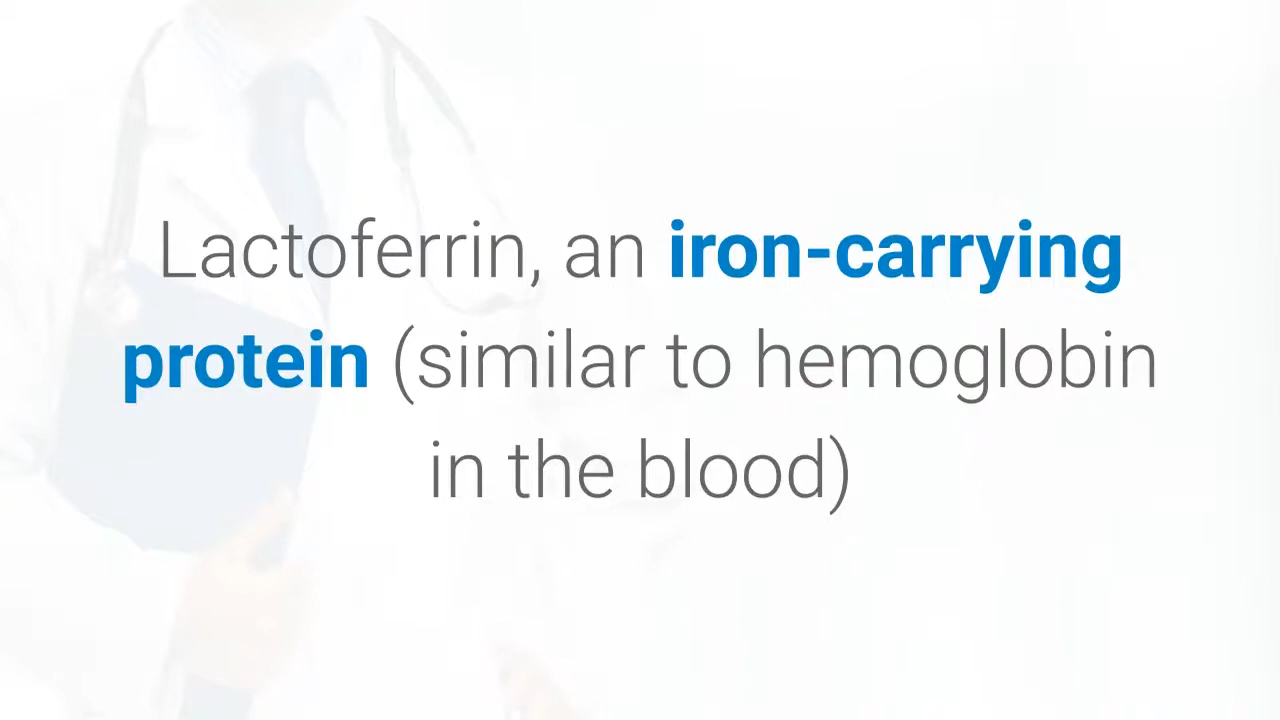 Lactoferrin, an iron-carrying
protein (similar to hemoglobin
in the blood)